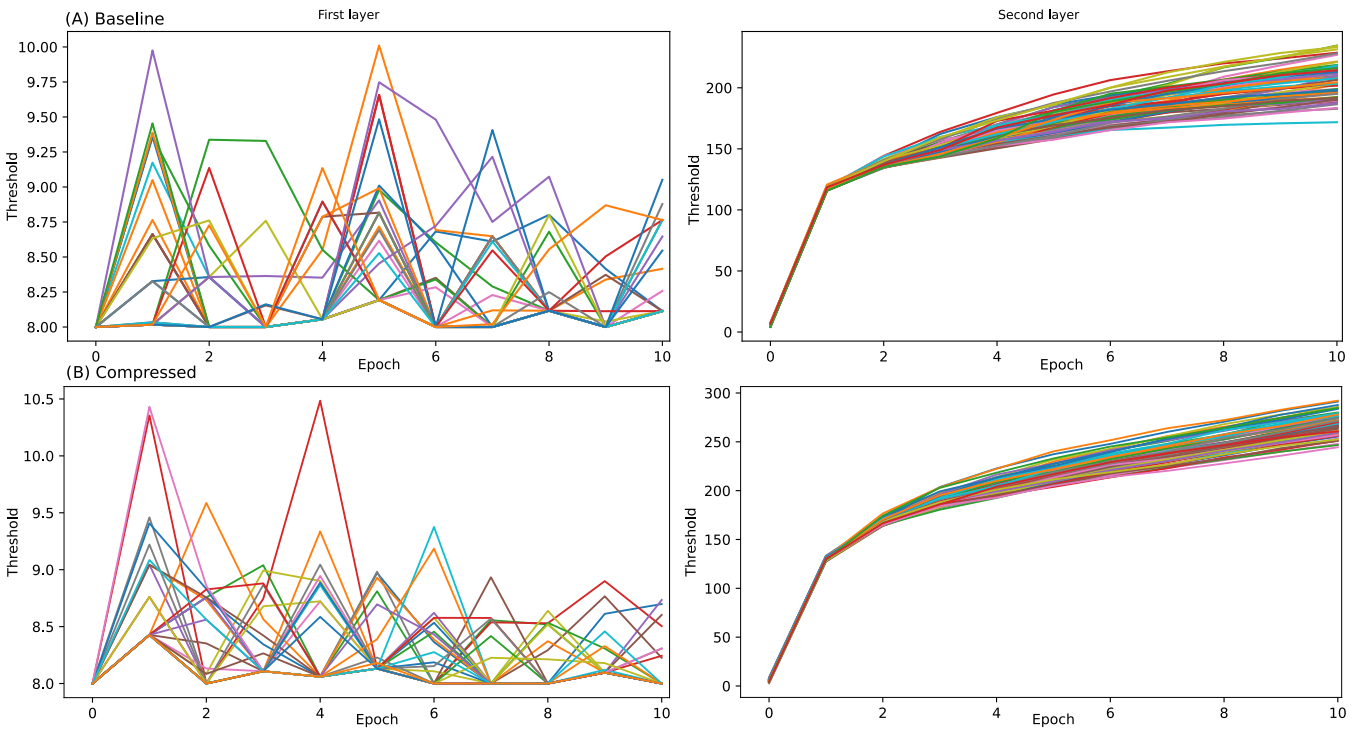 (A) Baseline
First layer
Second layer
Threshold
10.00
9.75
9.50
9.25
9.00
8.75
8.50
8.25
8.00
0 2 4 6 8 10
Epoch
Threshold
200
150
100
50
0
0 2 4 6 8 10
Epoch
(B) Compressed
Threshold
10.5
10.0
9.5
9.0
8.5
8.0
0 2 4 6 8 10
Epoch
Threshold
300
250
200
150
100
50
0
0 2 4 6 8 10
Epoch